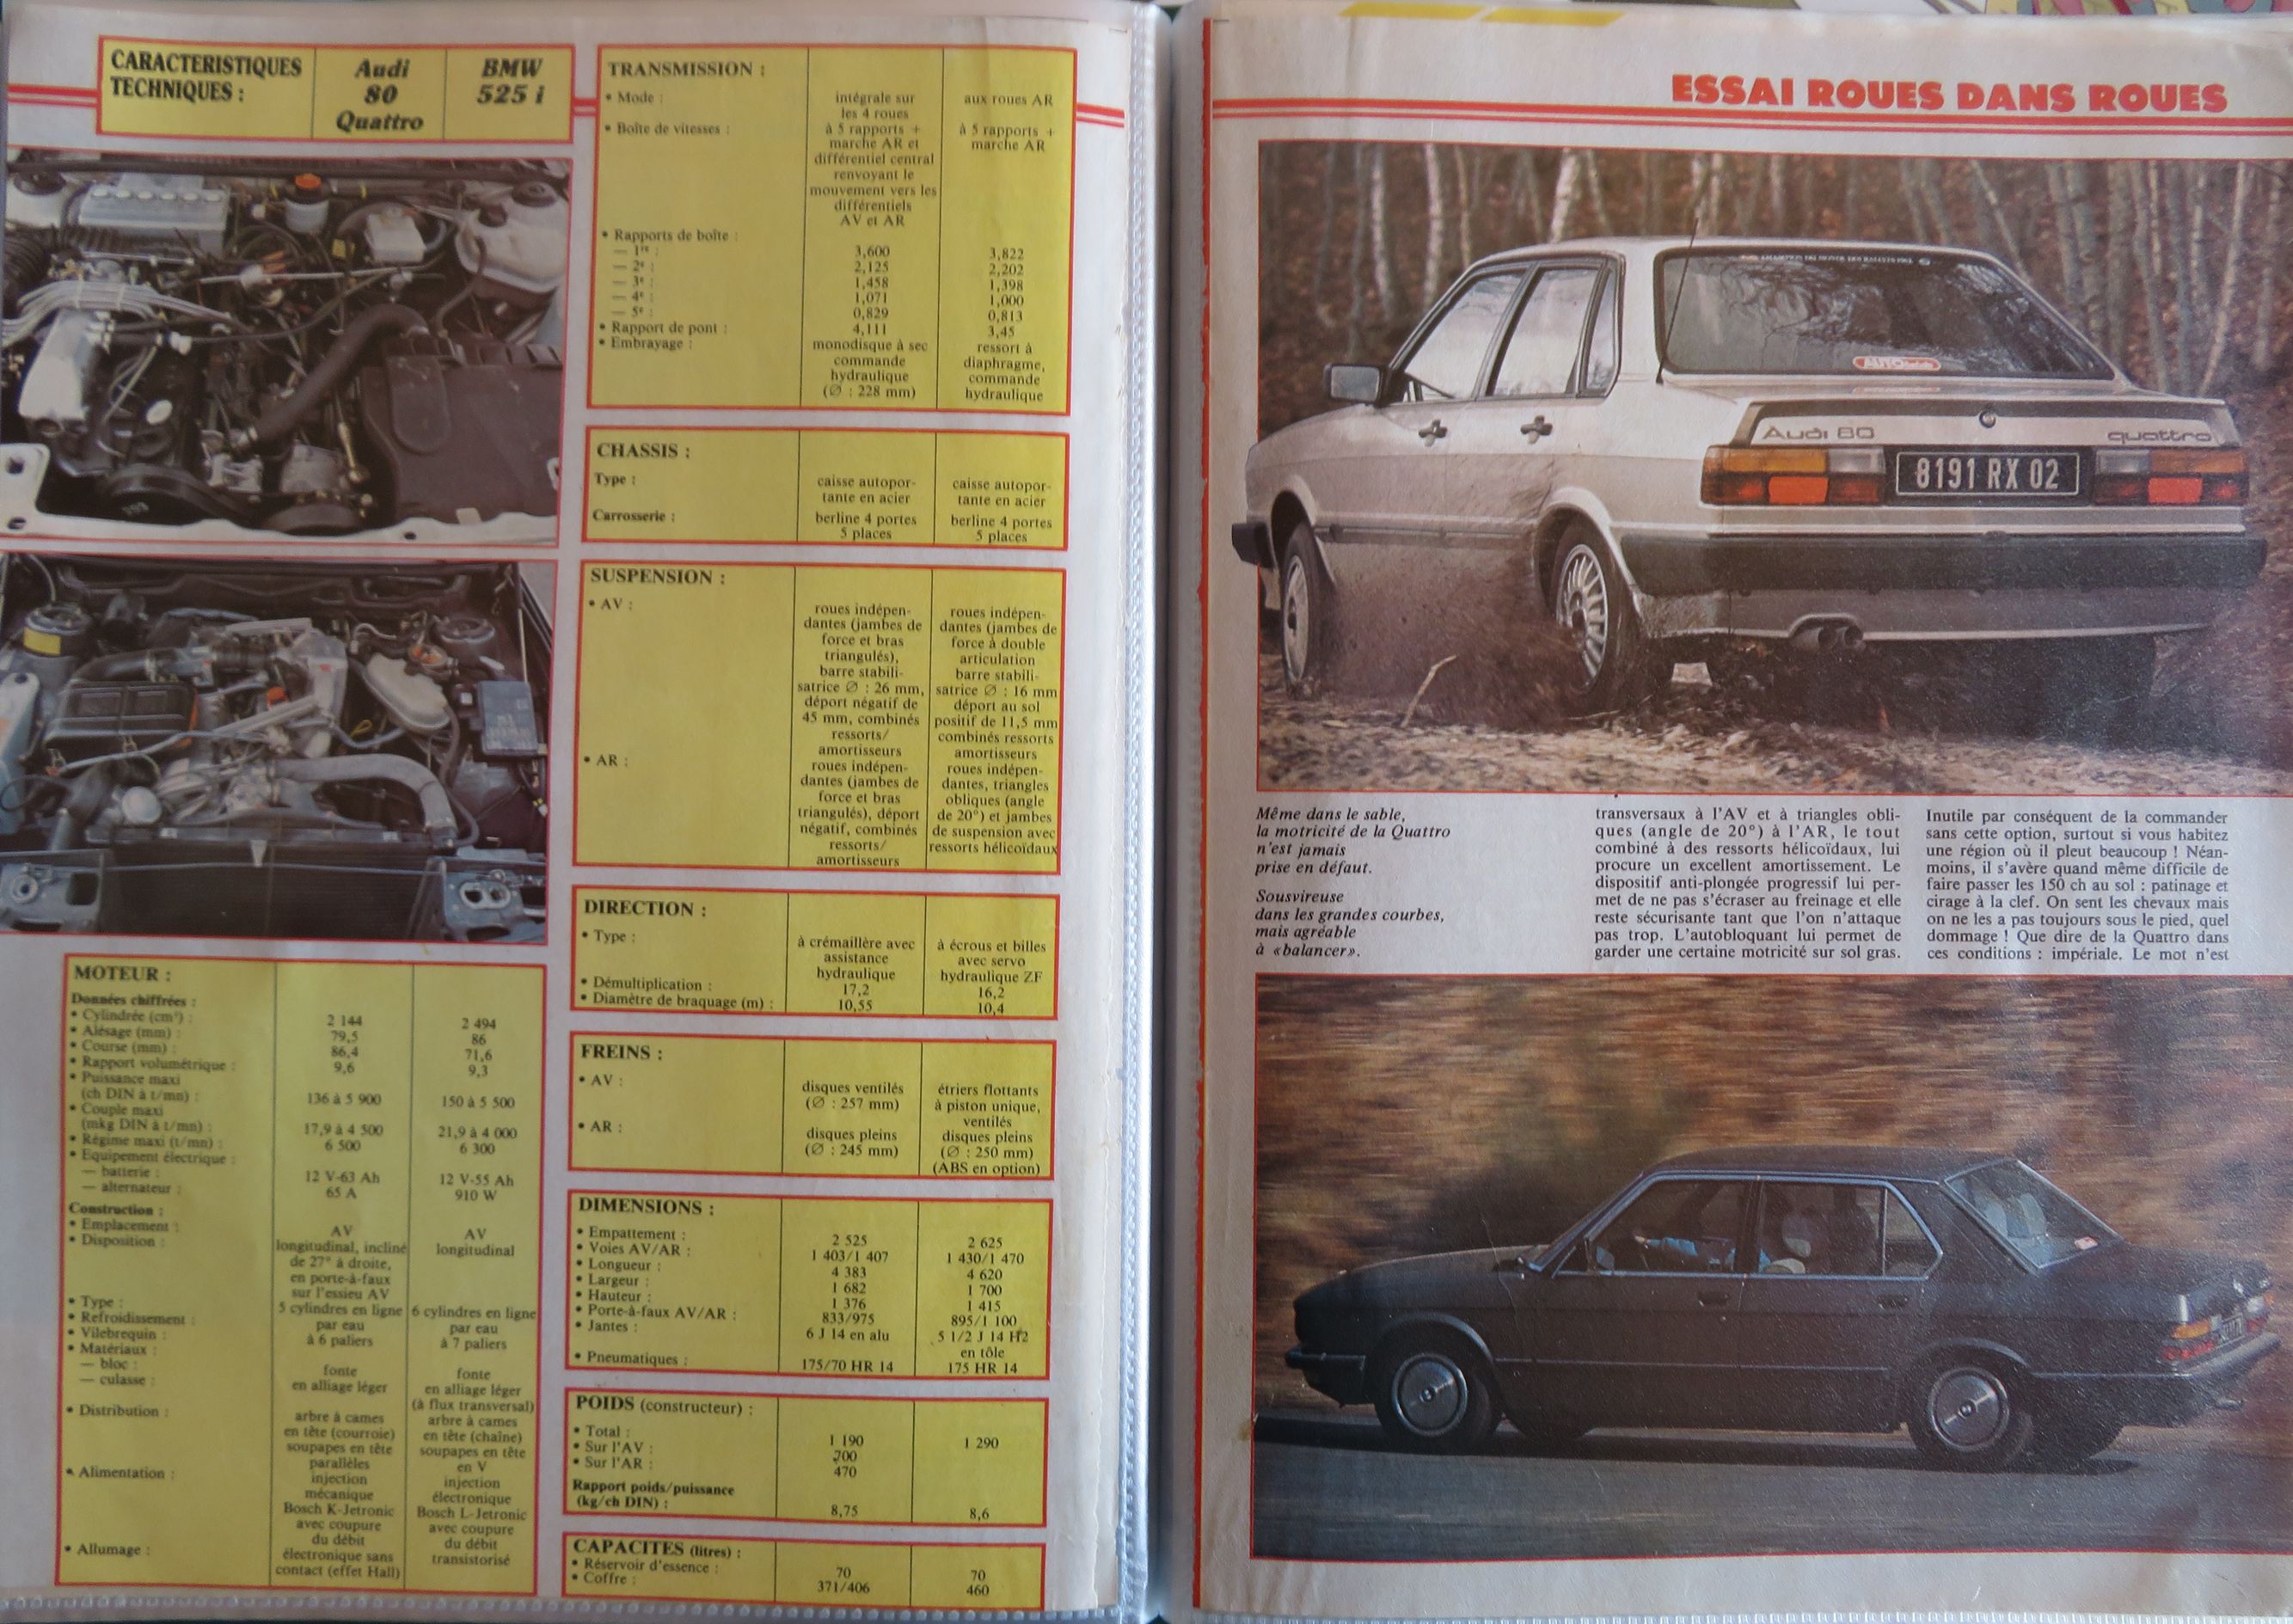 CARACTERISTIQUES TECHNIQUES :
Audi 80 Quattro
BMW 525 i
MOTEUR :
Données chiffrées :
• Cylindrée (cm³) : 2 144 2 494
• Alésage (mm) : 79,5 86
• Course (mm) : 86,4 71,6
• Rapport volumétrique : 9,6 9,3
• Puissance maxi
(ch DIN à t/mn) : 136 à 5 900 150 à 5 500
• Couple maxi
(mkg DIN à t/mn) : 17,9 à 4 500 21,9 à 4 000
• Régime maxi (t/mn) : 6 500 6 300
• Equipement électrique :
— batterie : 12 V-63 Ah 12 V-55 Ah
— alternateur : 65 A 910 W
Construction :
• Emplacement : AV AV
• Disposition : longitudinal, incliné longitudinal
de 27° à droite,
en porte-à-faux
sur l'essieu AV
• Type : 5 cylindres en ligne 6 cylindres en ligne
• Refroidissement : par eau par eau
• Vilebrequin : à 6 paliers à 7 paliers
• Matériaux :
— bloc : fonte fonte
— culasse : en alliage léger en alliage léger
(à flux transversal)
• Distribution : arbre à cames arbre à cames
en tête (courroie) en tête (chaîne)
soupapes en tête soupapes en tête
parallèles en V
• Alimentation : injection injection
mécanique électronique
Bosch K-Jetronic Bosch L-Jetronic
avec coupure avec coupure
du débit du débit
• Allumage : électronique sans transistorisé
contact (effet Hall)
TRANSMISSION :
• Mode : intégrale sur aux roues AR
les 4 roues
• Boîte de vitesses : à 5 rapports + à 5 rapports +
marche AR et marche AR
différentiel central
renvoyant le
mouvement vers les
différentiels
AV et AR
• Rapports de boîte :
— 1re : 3,600 3,822
— 2e : 2,125 2,202
— 3e : 1,458 1,398
— 4e : 1,071 1,000
— 5e : 0,829 0,813
• Rapport de pont : 4,111 3,45
• Embrayage : monodisque à sec ressort à
commande diaphragme,
hydraulique commande
(Ø : 228 mm) hydraulique
CHASSIS :
Type : caisse autopor- caisse autopor-
tante en acier tante en acier
Carrosserie : berline 4 portes berline 4 portes
5 places 5 places
SUSPENSION :
• AV : roues indépen- roues indépen-
dantes (jambes de dantes (jambes de
force et bras force à double
triangulés), articulation
barre stabili- barre stabili-
satrice Ø : 26 mm, satrice Ø : 16 mm
déport négatif de déport au sol
45 mm, combinés positif de 11,5 mm
ressorts/ combinés ressorts
amortisseurs amortisseurs
• AR : roues indépen- roues indépen-
dantes (jambes de dantes, triangles
force et bras obliques (angle
triangulés), déport de 20°) et jambes
négatif, combinés de suspension avec
ressorts/ ressorts hélicoïdaux
amortisseurs
DIRECTION :
• Type : à crémaillère avec à écrous et billes
assistance avec servo
hydraulique hydraulique ZF
• Démultiplication : 17,2 16,2
• Diamètre de braquage (m) : 10,55 10,4
FREINS :
• AV : disques ventilés étriers flottants
(Ø : 257 mm) à piston unique,
ventilés
• AR : disques pleins disques pleins
(Ø : 245 mm) (Ø : 250 mm)
(ABS en option)
DIMENSIONS :
• Empattement : 2 525 2 625
• Voies AV/AR : 1 403/1 407 1 430/1 470
• Longueur : 4 383 4 620
• Largeur : 1 682 1 700
• Hauteur : 1 376 1 415
• Porte-à-faux AV/AR : 833/975 895/1 100
• Jantes : 6 J 14 en alu 5 1/2 J 14 H2
en tôle
• Pneumatiques : 175/70 HR 14 175 HR 14
POIDS (constructeur) :
• Total : 1 190 1 290
• Sur l'AV : 700
• Sur l'AR : 470
Rapport poids/puissance
(kg/ch DIN) : 8,75 8,6
CAPACITES (litres) :
• Réservoir d'essence : 70 70
• Coffre : 371/406 460
ESSAI ROUES DANS ROUES
Audi 80
quattro
8191 RX 02
Même dans le sable,
la motricité de la Quattro
n'est jamais
prise en défaut.
Sousvireuse
dans les grandes courbes,
mais agréable
à «balancer».
transversaux à l'AV et à triangles obli-
ques (angle de 20°) à l'AR, le tout
combiné à des ressorts hélicoïdaux, lui
procure un excellent amortissement. Le
dispositif anti-plongée progressif lui per-
met de ne pas s'écraser au freinage et elle
reste sécurisante tant que l'on n'attaque
pas trop. L'autobloquant lui permet de
garder une certaine motricité sur sol gras.
Inutile par conséquent de la commander
sans cette option, surtout si vous habitez
une région où il pleut beaucoup ! Néan-
moins, il s'avère quand même difficile de
faire passer les 150 ch au sol : patinage et
cirage à la clef. On sent les chevaux mais
on ne les a pas toujours sous le pied, quel
dommage ! Que dire de la Quattro dans
ces conditions : impériale. Le mot n'est